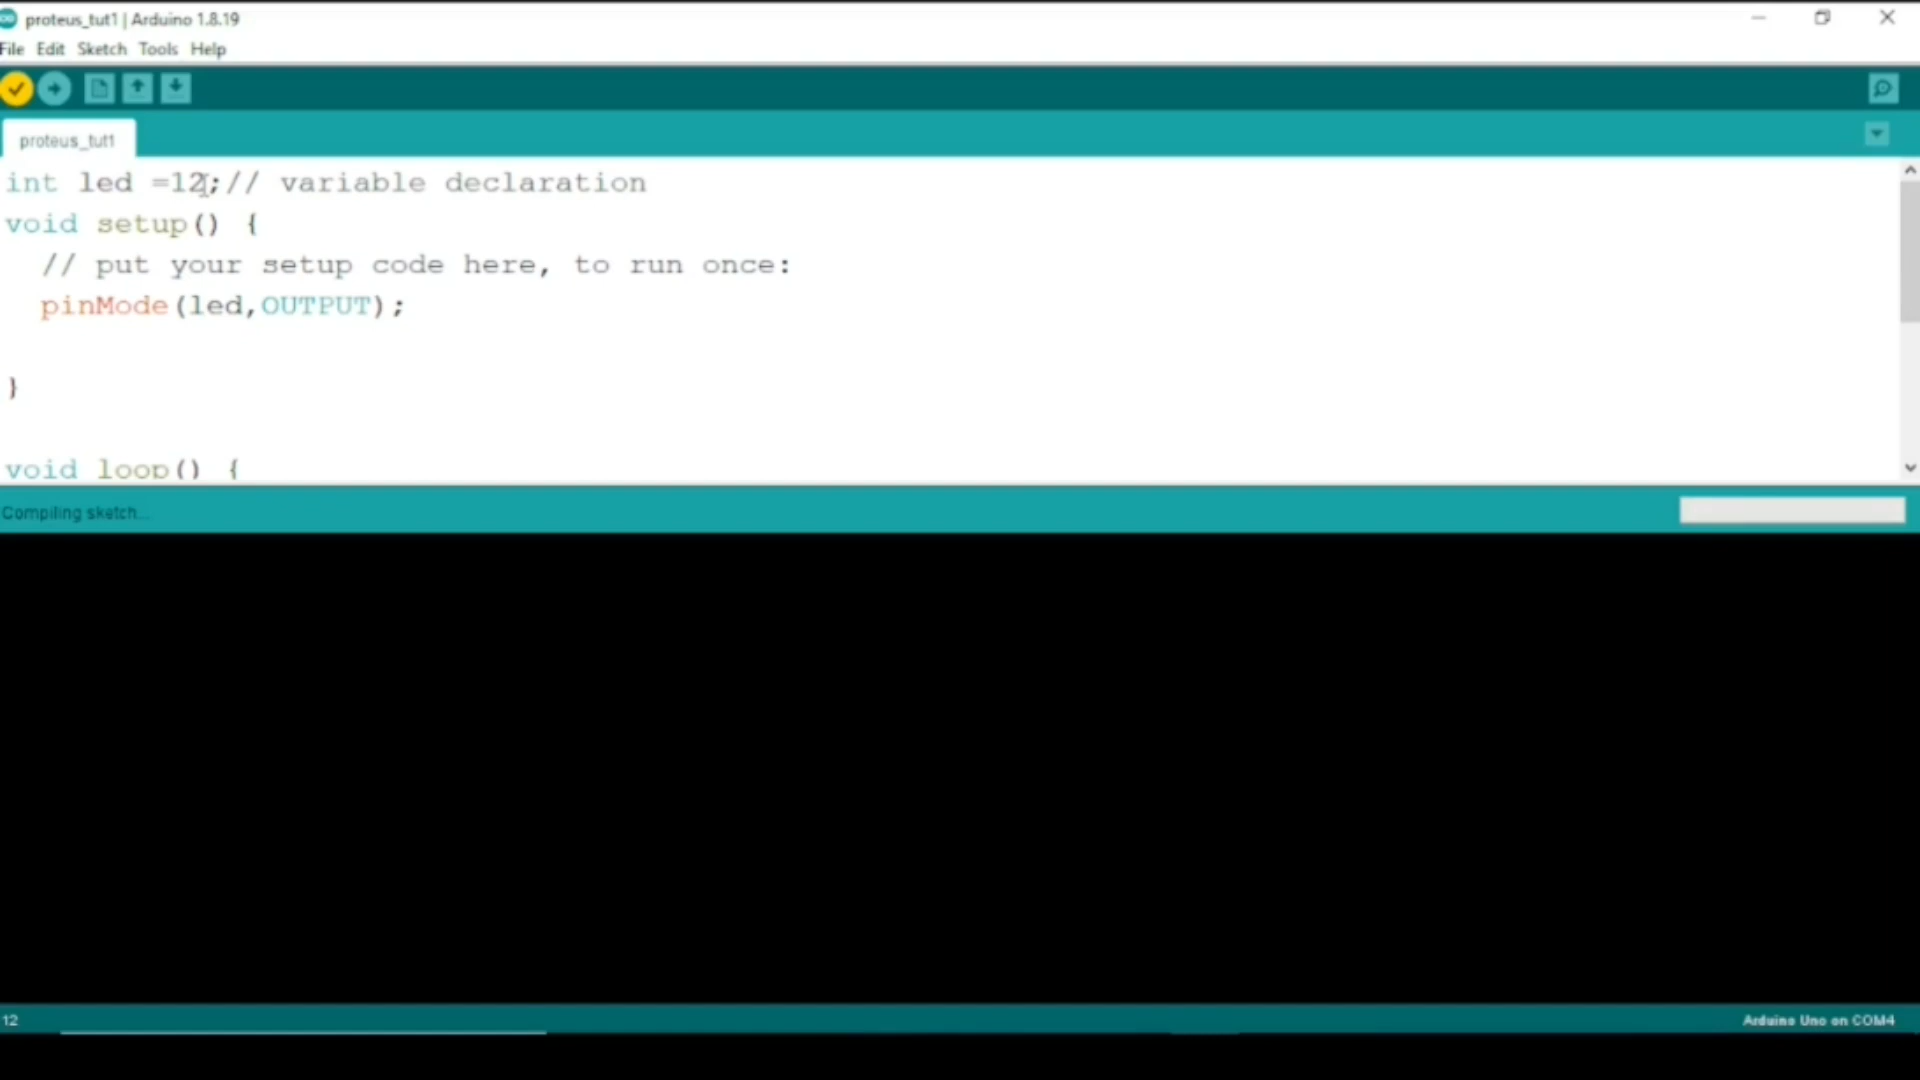 proteus_tut1 | Arduino 1.8.19
File Edit Sketch Tools Help
proteus_tut1
int led =12;// variable declaration
void setup() {
// put your setup code here, to run once:
pinMode(led,OUTPUT);
}
void loop() {
Compiling sketch...
12
Arduino Uno on COM4